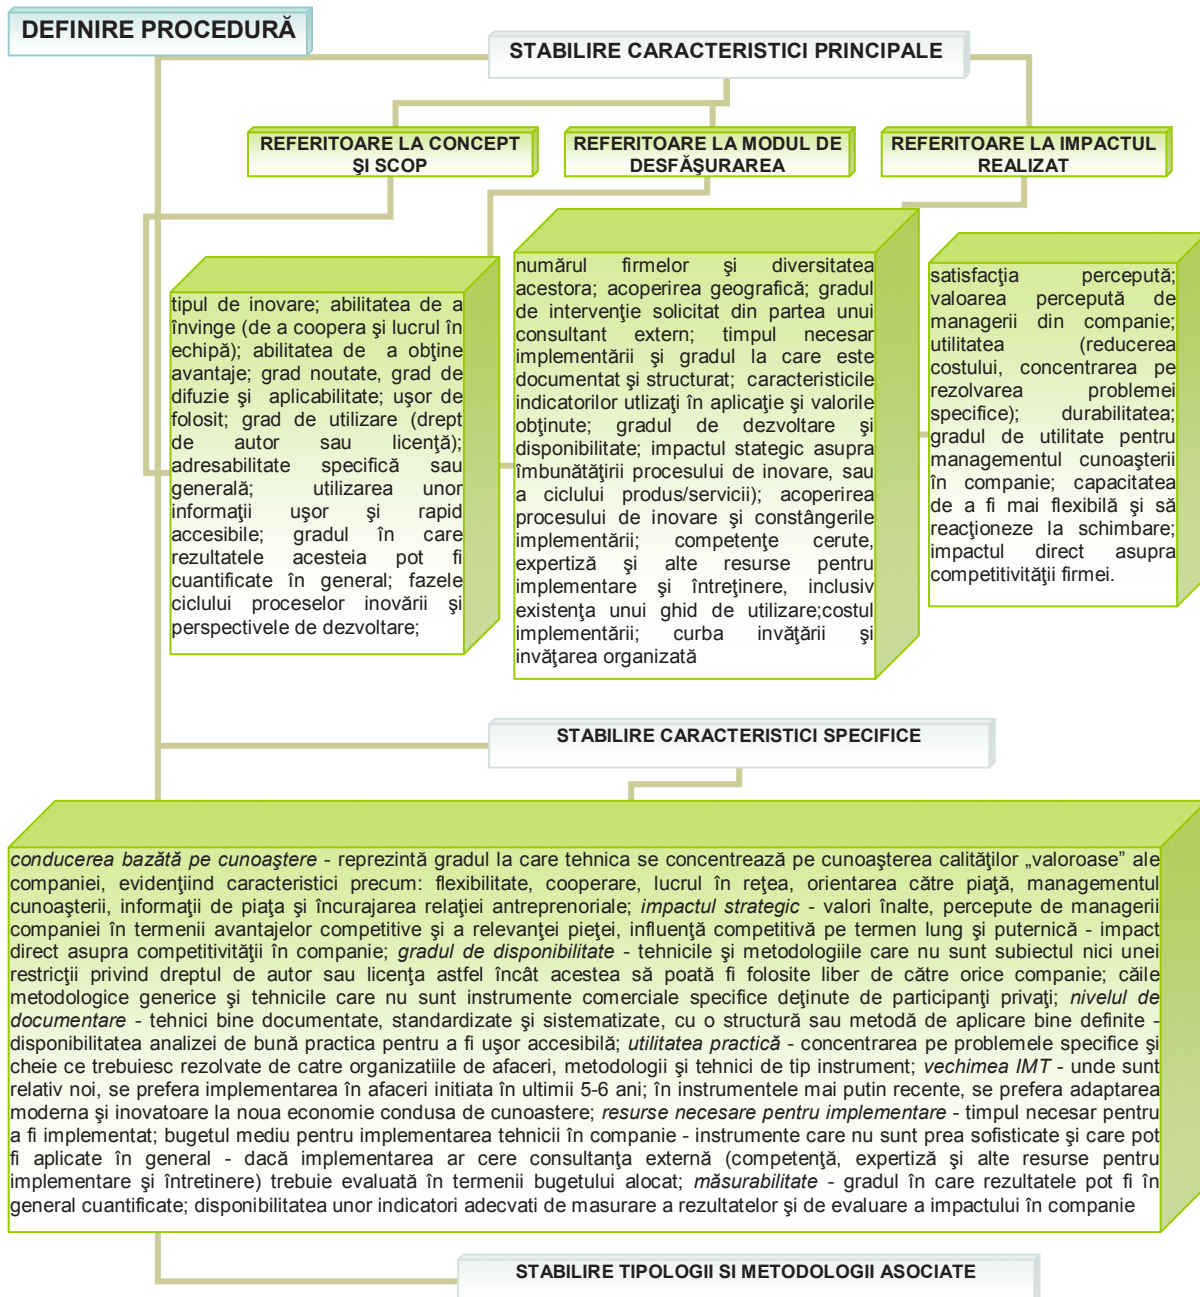 DEFINIRE PROCEDURĂ
STABILIRE CARACTERISTICI PRINCIPALE
REFERITOARE LA CONCEPT
ŞI SCOP
REFERITOARE LA MODUL DE
DESFĂŞURAREA
REFERITOARE LA IMPACTUL
REALIZAT
tipul de inovare; abilitatea de a
învinge (de a coopera şi lucrul în
echipă); abilitatea de a obţine
avantaje; grad noutate, grad de
difuzie şi aplicabilitate; uşor de
folosit; grad de utilizare (drept
de autor sau licenţă);
adresabilitate specifică sau
generală; utilizarea unor
informaţii uşor şi rapid
accesibile; gradul în care
rezultatele acesteia pot fi
cuantificate în general; fazele
ciclului proceselor inovării şi
perspectivele de dezvoltare;
numărul firmelor şi diversitatea
acestora; acoperirea geografică; gradul
de intervenţie solicitat din partea unui
consultant extern; timpul necesar
implementării şi gradul la care este
documentat şi structurat; caracteristicile
indicatorilor utlizaţi în aplicaţie şi valorile
obţinute; gradul de dezvoltare şi
disponibilitate; impactul stategic asupra
îmbunătăţirii procesului de inovare, sau
a ciclului produs/servicii); acoperirea
procesului de inovare şi constângerile
implementării; competenţe cerute,
expertiză şi alte resurse pentru
implementare şi întreţinere, inclusiv
existenţa unui ghid de utilizare;costul
implementării; curba invăţării şi
invăţarea organizată
satisfacţia percepută;
valoarea percepută de
managerii din companie;
utilitatea (reducerea
costului, concentrarea pe
rezolvarea problemei
specifice); durabilitatea;
gradul de utilitate pentru
managementul cunoaşterii
în companie; capacitatea
de a fi mai flexibilă şi să
reacţioneze la schimbare;
impactul direct asupra
competitivităţii firmei.
STABILIRE CARACTERISTICI SPECIFICE
conducerea bazătă pe cunoaştere - reprezintă gradul la care tehnica se concentrează pe cunoaşterea calităţilor „valoroase” ale
companiei, evidenţiind caracteristici precum: flexibilitate, cooperare, lucrul în reţea, orientarea către piaţă, managementul
cunoaşterii, informaţii de piaţa şi încurajarea relaţiei antreprenoriale; impactul strategic - valori înalte, percepute de managerii
companiei în termenii avantajelor competitive şi a relevanţei pieţei, influenţă competitivă pe termen lung şi puternică - impact
direct asupra competitivităţii în companie; gradul de disponibilitate - tehnicile şi metodologiile care nu sunt subiectul nici unei
restricţii privind dreptul de autor sau licenţa astfel încât acestea să poată fi folosite liber de către orice companie; căile
metodologice generice şi tehnicile care nu sunt instrumente comerciale specifice deţinute de participanţi privaţi; nivelul de
documentare - tehnici bine documentate, standardizate şi sistematizate, cu o structură sau metodă de aplicare bine definite -
disponibilitatea analizei de bună practica pentru a fi uşor accesibilă; utilitatea practică - concentrarea pe problemele specifice şi
cheie ce trebuiesc rezolvate de catre organizatiile de afaceri, metodologii şi tehnici de tip instrument; vechimea IMT - unde sunt
relativ noi, se prefera implementarea în afaceri initiata în ultimii 5-6 ani; în instrumentele mai putin recente, se prefera adaptarea
moderna şi inovatoare la noua economie condusa de cunoastere; resurse necesare pentru implementare - timpul necesar pentru
a fi implementat; bugetul mediu pentru implementarea tehnicii în companie - instrumente care nu sunt prea sofisticate şi care pot
fi aplicate în general - dacă implementarea ar cere consultanţa externă (competenţă, expertiză şi alte resurse pentru
implementare şi întretinere) trebuie evaluată în termenii bugetului alocat; măsurabilitate - gradul în care rezultatele pot fi în
general cuantificate; disponibilitatea unor indicatori adecvati de masurare a rezultatelor şi de evaluare a impactului în companie
STABILIRE TIPOLOGII SI METODOLOGII ASOCIATE